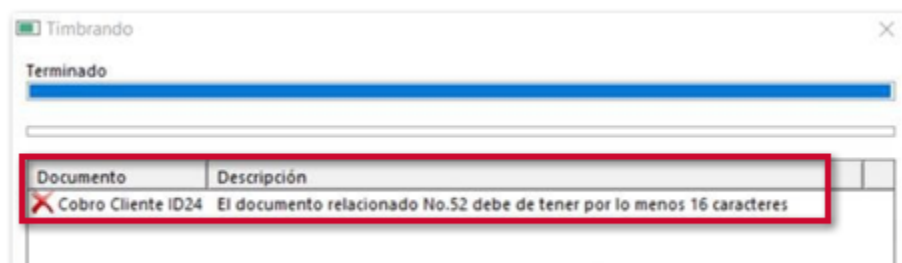 Timbrando
Terminado
Documento Descripción
Cobro Cliente ID24 El documento relacionado No.52 debe de tener por lo menos 16 caracteres